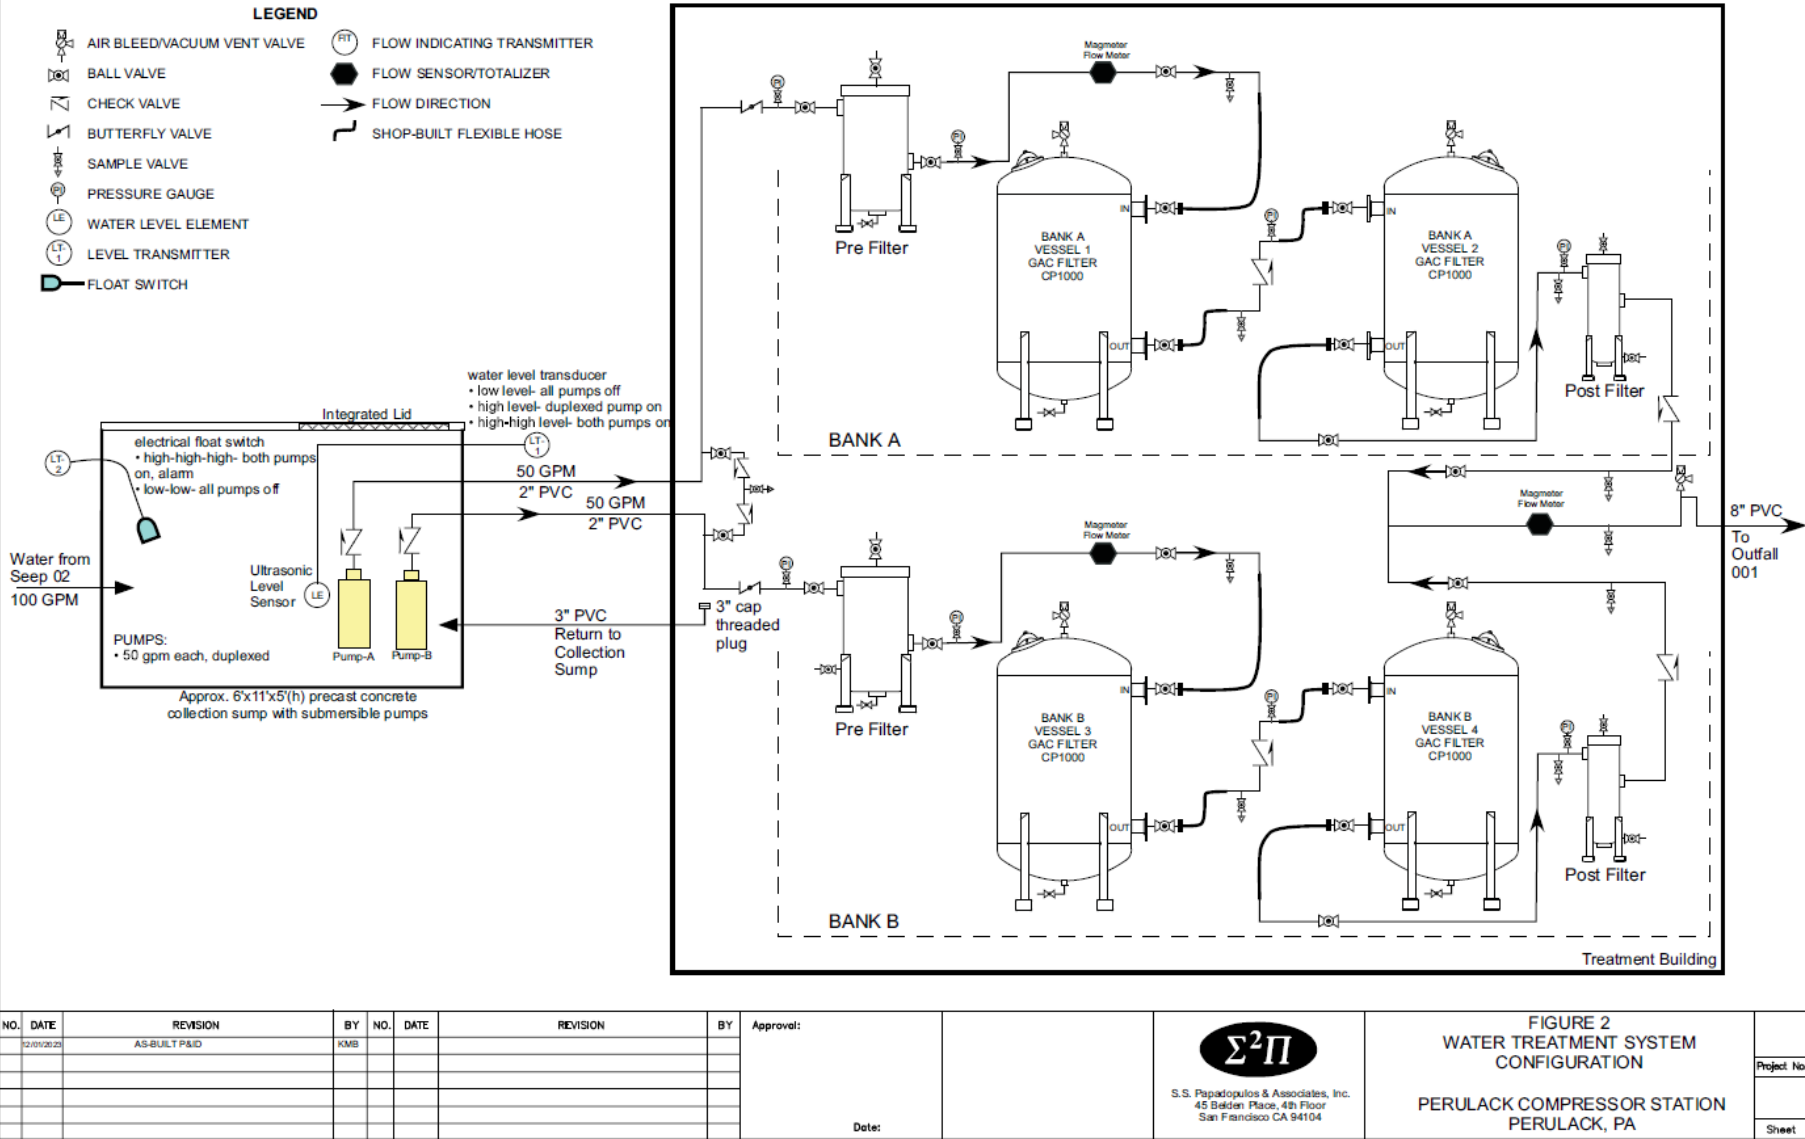 LEGEND
AIR BLEED/VACUUM VENT VALVE
BALL VALVE
CHECK VALVE
BUTTERFLY VALVE
SAMPLE VALVE
PI
PRESSURE GAUGE
LE
WATER LEVEL ELEMENT
LT-
1
LEVEL TRANSMITTER
FLOAT SWITCH
FIT
FLOW INDICATING TRANSMITTER
FLOW SENSOR/TOTALIZER
FLOW DIRECTION
SHOP-BUILT FLEXIBLE HOSE
water level transducer
• low level- all pumps off
• high level- duplexed pump on
• high-high level- both pumps on
Integrated Lid
electrical float switch
• high-high-high- both pumps
on, alarm
• low-low- all pumps off
LT-
2
LT-
1
50 GPM
2" PVC
50 GPM
2" PVC
Water from
Seep 02
100 GPM
Ultrasonic
Level
Sensor
LE
PUMPS:
• 50 gpm each, duplexed
Pump-A
Pump-B
Approx. 6'x11'x5'(h) precast concrete
collection sump with submersible pumps
3" PVC
Return to
Collection
Sump
3" cap
threaded
plug
Pre Filter
Magmeter
Flow Meter
IN
BANK A
VESSEL 1
GAC FILTER
CP1000
OUT
IN
BANK A
VESSEL 2
GAC FILTER
CP1000
OUT
Post Filter
BANK A
Magmeter
Flow Meter
8" PVC
To
Outfall
001
Magmeter
Flow Meter
Pre Filter
IN
BANK B
VESSEL 3
GAC FILTER
CP1000
OUT
IN
BANK B
VESSEL 4
GAC FILTER
CP1000
OUT
Post Filter
BANK B
Treatment Building
NO. DATE REVISION BY NO. DATE REVISION BY
12/01/2023 AS-BUILT P&ID KMB
Approval:
Date:
Σ²Π
S.S. Papadopulos & Associates, Inc.
45 Belden Place, 4th Floor
San Francisco CA 94104
FIGURE 2
WATER TREATMENT SYSTEM
CONFIGURATION
PERULACK COMPRESSOR STATION
PERULACK, PA
Project No
Sheet